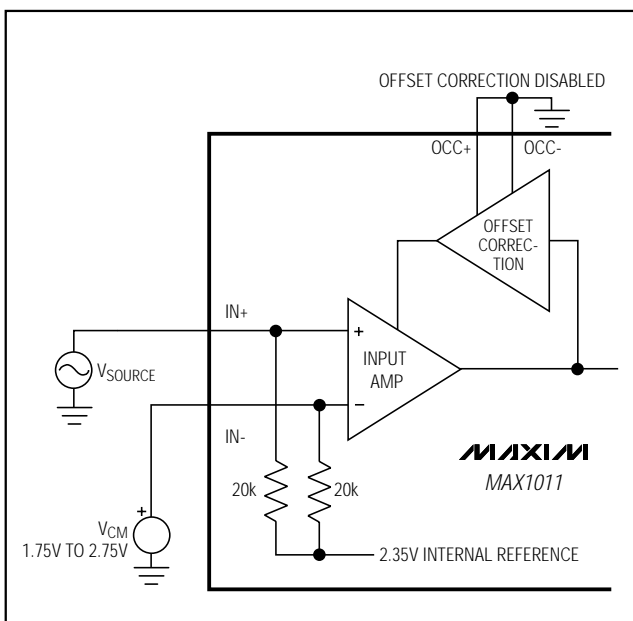 OFFSET CORRECTION DISABLED
OCC+
OCC-
OFFSET
CORREC-
TION
IN+
+
INPUT
AMP
VSOURCE
−
IN-
MAXIM
MAX1011
20k
20k
+
VCM
1.75V TO 2.75V
2.35V INTERNAL REFERENCE